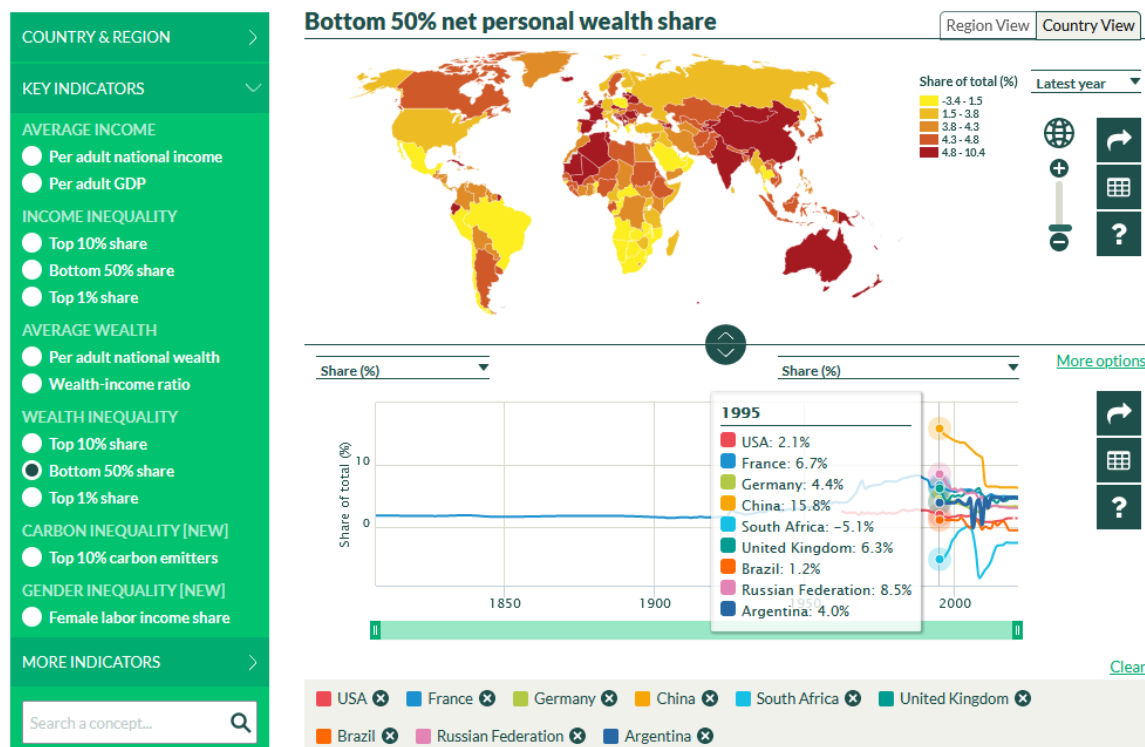 COUNTRY & REGION
KEY INDICATORS
AVERAGE INCOME
Per adult national income
Per adult GDP
INCOME INEQUALITY
Top 10% share
Bottom 50% share
Top 1% share
AVERAGE WEALTH
Per adult national wealth
Wealth-income ratio
WEALTH INEQUALITY
Top 10% share
Bottom 50% share
Top 1% share
CARBON INEQUALITY [NEW]
Top 10% carbon emitters
GENDER INEQUALITY [NEW]
Female labor income share
MORE INDICATORS
Search a concept...
Bottom 50% net personal wealth share
Region View Country View
Share of total (%)
-3.4 - 1.5
1.5 - 3.8
3.8 - 4.3
4.3 - 4.8
4.8 - 10.4
Latest year
?
Share (%) Share (%)
More options
Share of total (%)
10
0
1850 1900 1950 2000
1995
USA: 2.1%
France: 6.7%
Germany: 4.4%
China: 15.8%
South Africa: −5.1%
United Kingdom: 6.3%
Brazil: 1.2%
Russian Federation: 8.5%
Argentina: 4.0%
?
Clear
USA France Germany China South Africa United Kingdom
Brazil Russian Federation Argentina